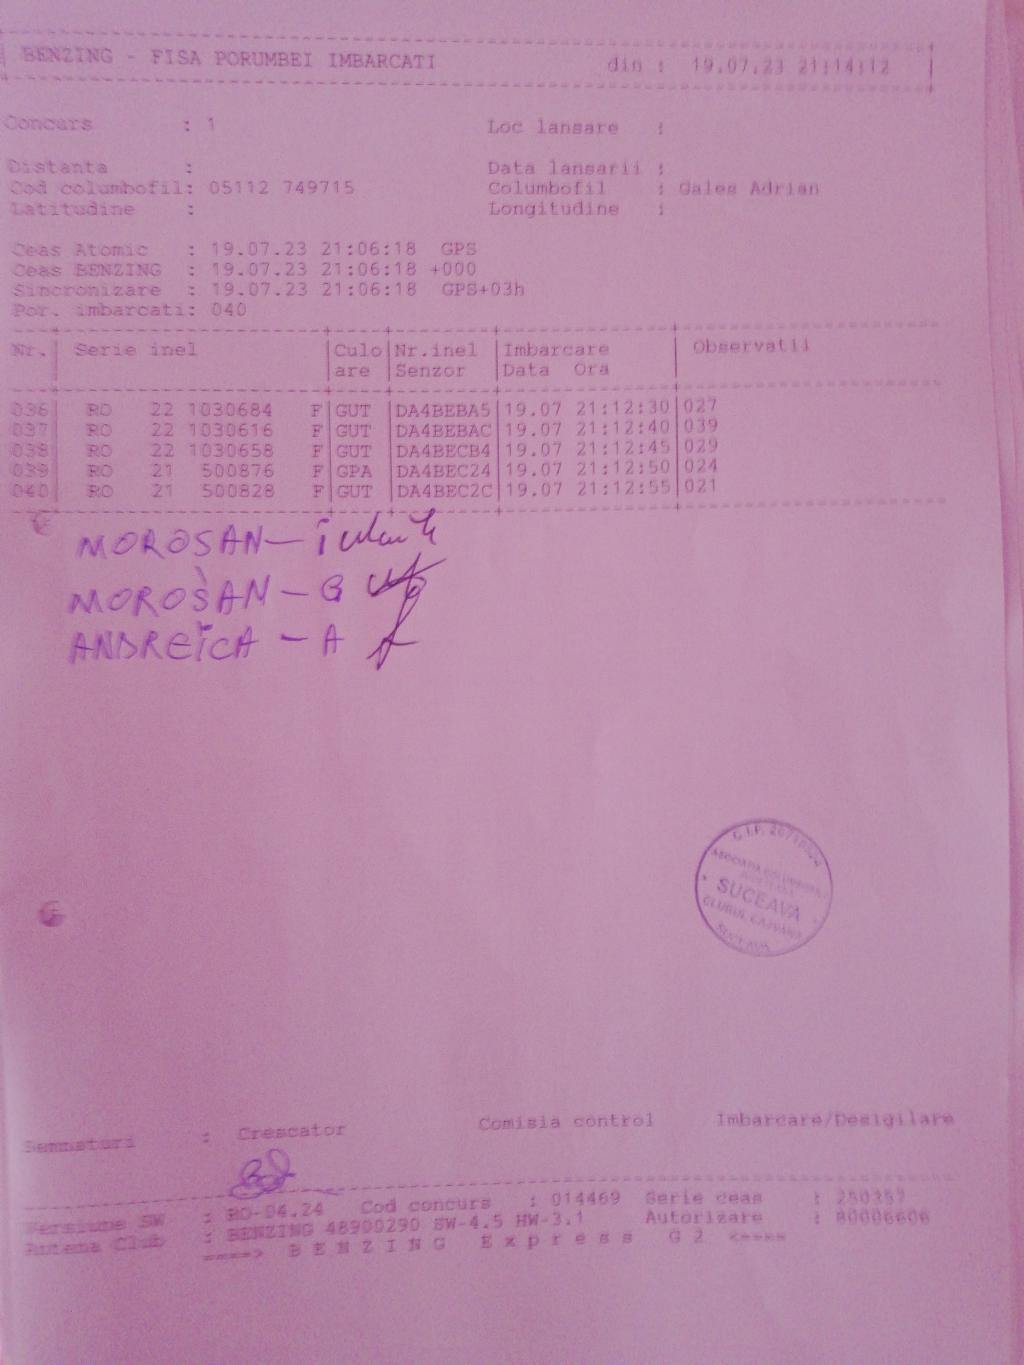 BENZING - FISA PORUMBEI IMBARCATI din : 19.07.23 21:14:12
Concurs : 1 Loc lansare :
Distanta : Data lansarii :
Cod columbofil: 05112 749715 Columbofil : Gales Adrian
Latitudine : Longitudine :
Ceas Atomic : 19.07.23 21:06:18 GPS
Ceas BENZING : 19.07.23 21:06:18 +000
Sincronizare : 19.07.23 21:06:18 GPS+03h
Por. imbarcati: 040
Nr. Serie inel Culo Nr.inel Imbarcare Observatii
are Senzor Data Ora
036 RO 22 1030684 F GUT DA4BEBA5 19.07 21:12:30 027
037 RO 22 1030616 F GUT DA4BEBAC 19.07 21:12:40 039
038 RO 22 1030658 F GUT DA4BECB4 19.07 21:12:45 029
039 RO 21 500876 F GPA DA4BEC24 19.07 21:12:50 024
040 RO 21 500828 F GUT DA4BEC2C 19.07 21:12:55 021
MOROSAN -
MOROSAN - G
ANDREICA - A
C.I.F.
SUCEAVA
CLUBUL CAJVANA
SUCEAVA
Semnaturi : Crescator Comisia control Imbarcare/Desigilare
Versiune SW : RO-04.24 Cod concurs : 014469 Serie ceas : 250357
Antena Club : BENZING 48900290 SW-4.5 HW-3.1 Autorizare : 80006606
====> B E N Z I N G E x p r e s s G 2 <====